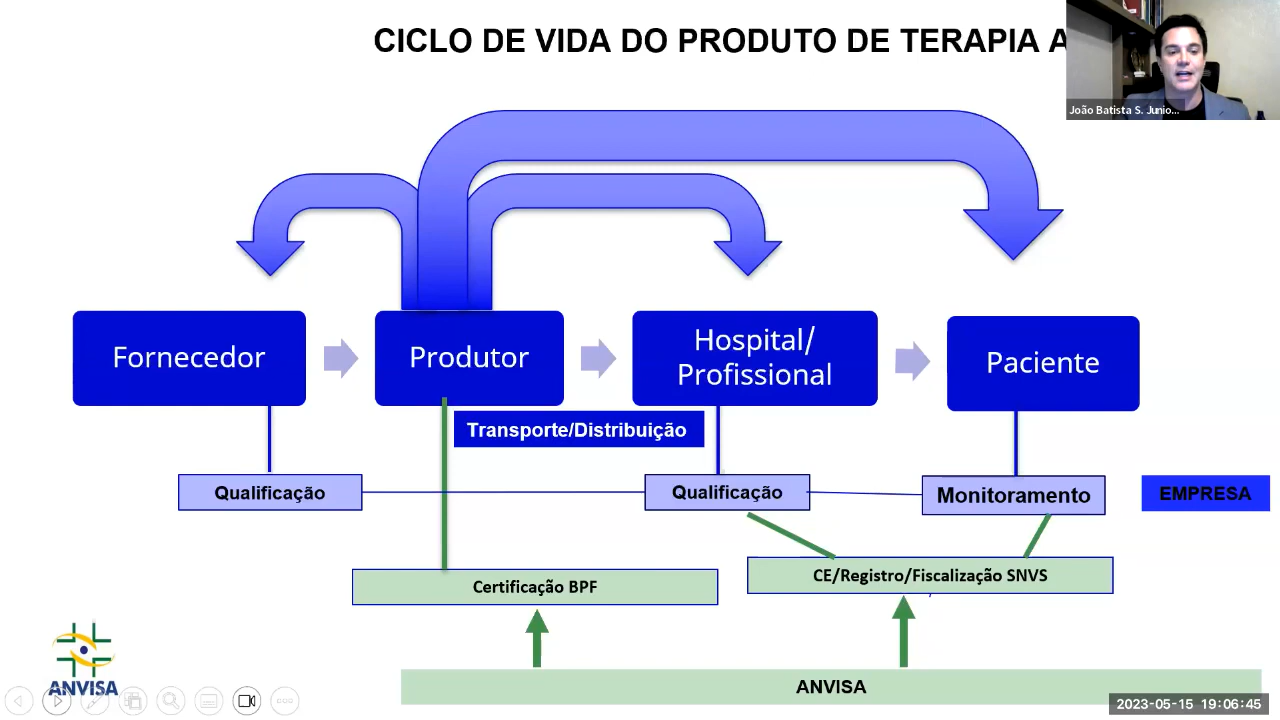 CICLO DE VIDA DO PRODUTO DE TERAPIA A
João Batista S. Junio...
Fornecedor
Produtor
Hospital/
Profissional
Paciente
Transporte/Distribuição
Qualificação
Qualificação
Monitoramento
EMPRESA
Certificação BPF
CE/Registro/Fiscalização SNVS
ANVISA
ANVISA
2023-05-15 19:06:45